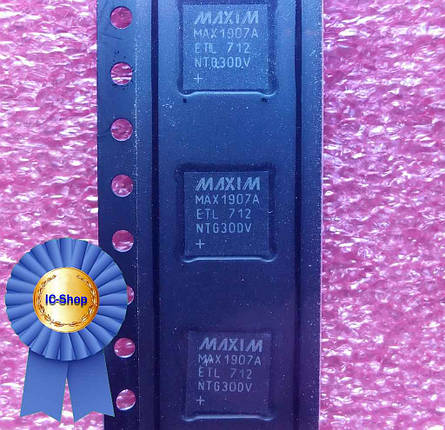 MAXIM
MAX1907A
ETL 712
NTG30DV
+
MAXIM
MAX1907A
ETL 712
NTG30DV
+
MAXIM
MAX1907A
ETL 712
NTG30DV
+
IC-Shop